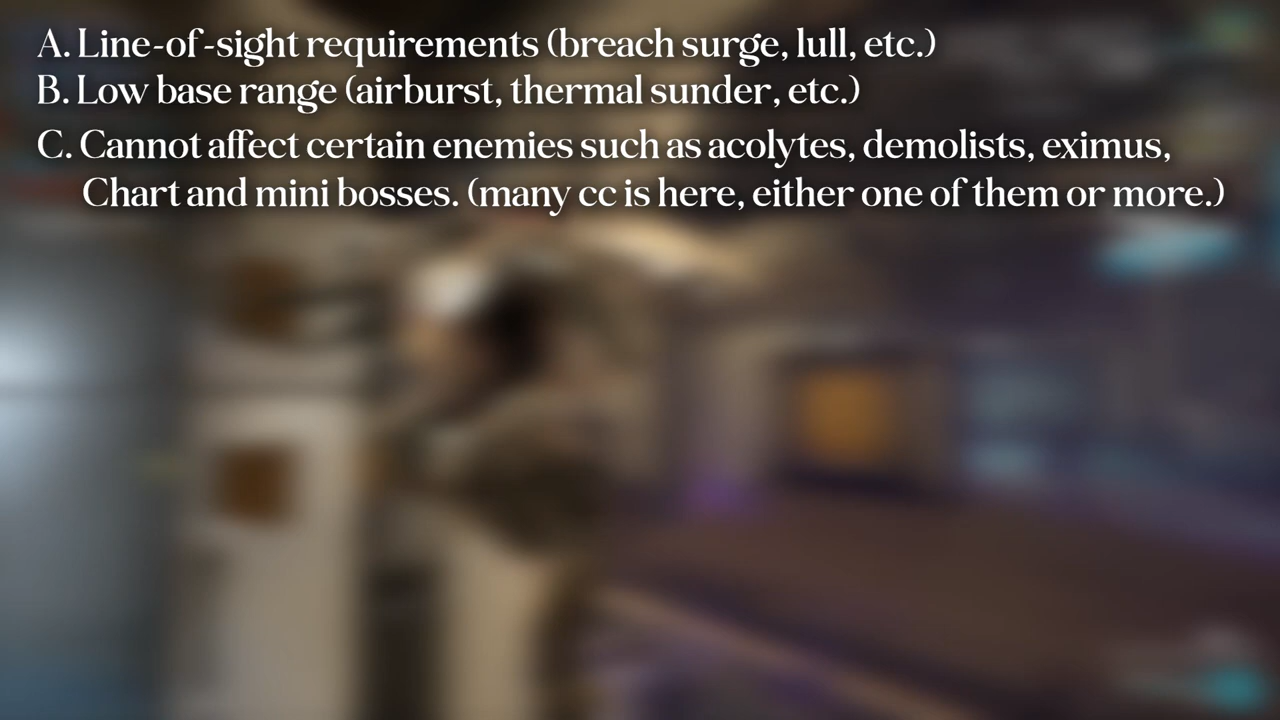 A. Line-of-sight requirements (breach surge, lull, etc.)
B. Low base range (airburst, thermal sunder, etc.)
C. Cannot affect certain enemies such as acolytes, demolists, eximus,
Chart and mini bosses. (many cc is here, either one of them or more.)